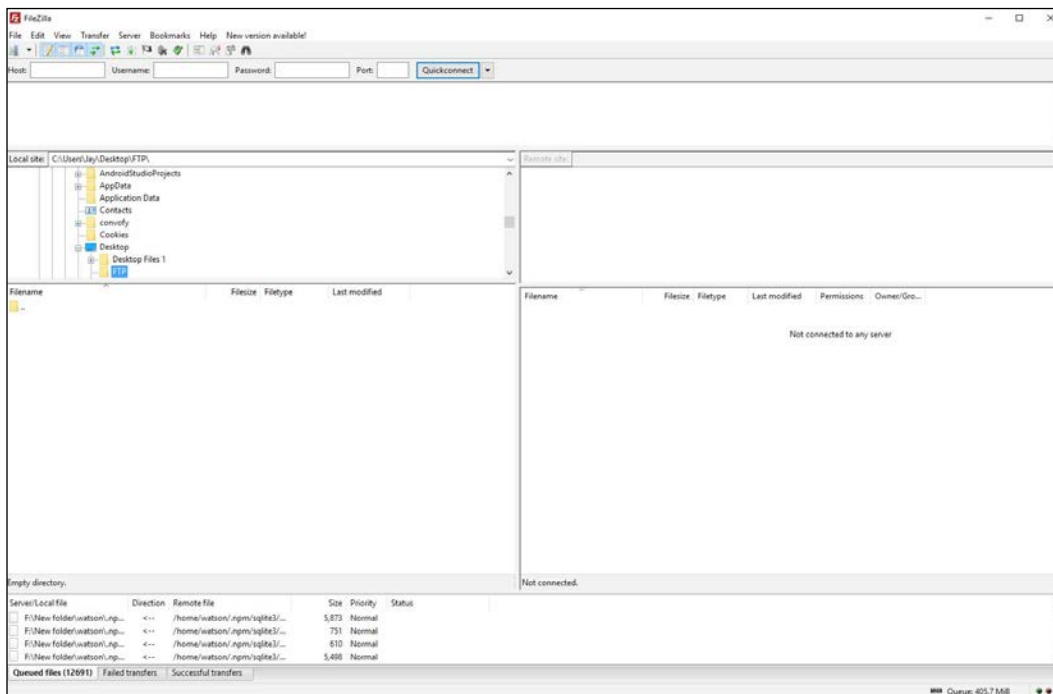 FileZilla
File Edit View Transfer Server Bookmarks Help New version available!
Host: Username: Password: Port: Quickconnect
Local site: C:\Users\Jay\Desktop\FTP\
Remote site:
AndroidStudioProjects
AppData
Application Data
Contacts
convofy
Cookies
Desktop
Desktop Files 1
FTP
Filename Filesize Filetype Last modified
..
Empty directory.
Filename Filesize Filetype Last modified Permissions Owner/Gro...
Not connected to any server
Not connected.
Server/Local file Direction Remote file Size Priority Status
F:\New folder\watson\.np... <-- /home/watson/.npm/sqlite3/... 5,873 Normal
F:\New folder\watson\.np... <-- /home/watson/.npm/sqlite3/... 751 Normal
F:\New folder\watson\.np... <-- /home/watson/.npm/sqlite3/... 610 Normal
F:\New folder\watson\.np... <-- /home/watson/.npm/sqlite3/... 5,498 Normal
Queued files (12691) Failed transfers Successful transfers
Queue: 405.7 MiB